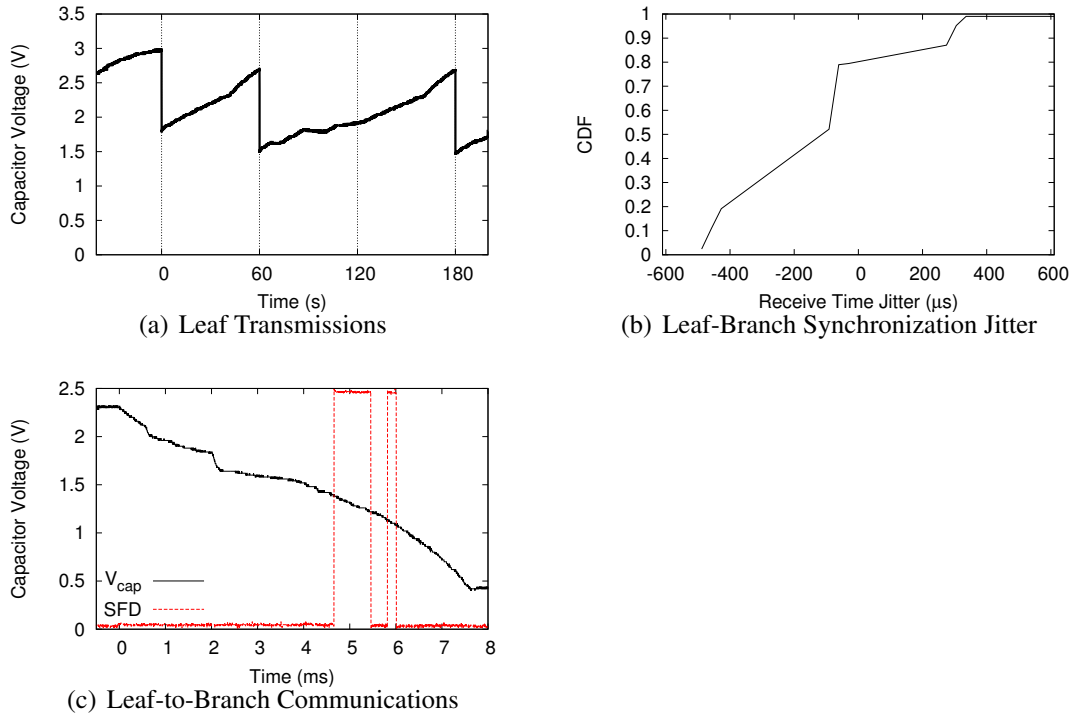 Capacitor Voltage (V)
3.5
3
2.5
2
1.5
1
0.5
0
0 60 120 180
Time (s)
(a) Leaf Transmissions
CDF
1
0.9
0.8
0.7
0.6
0.5
0.4
0.3
0.2
0.1
0
-600 -400 -200 0 200 400 600
Receive Time Jitter (μs)
(b) Leaf-Branch Synchronization Jitter
Capacitor Voltage (V)
2.5
2
1.5
1
0.5
0
Vcap
SFD
0 1 2 3 4 5 6 7 8
Time (ms)
(c) Leaf-to-Branch Communications